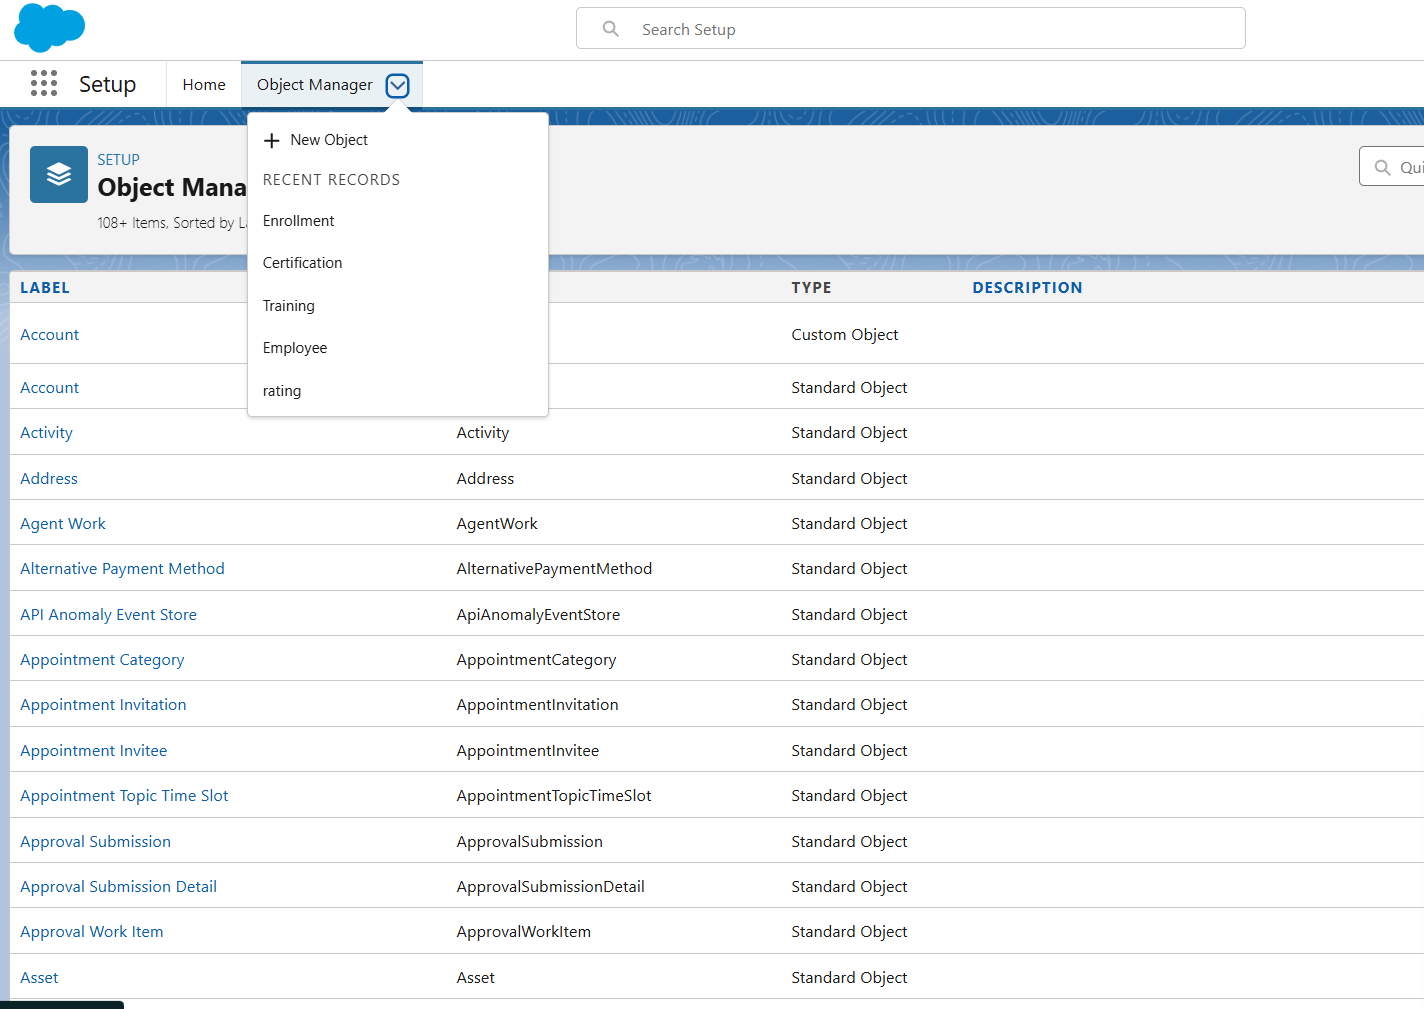 Search Setup
Setup
Home
Object Manager
New Object
RECENT RECORDS
Enrollment
Certification
Training
Employee
rating
SETUP
Object Mana
108+ Items, Sorted by
Qui
LABEL TYPE DESCRIPTION
Account Custom Object
Account Standard Object
Activity Activity Standard Object
Address Address Standard Object
Agent Work AgentWork Standard Object
Alternative Payment Method AlternativePaymentMethod Standard Object
API Anomaly Event Store ApiAnomalyEventStore Standard Object
Appointment Category AppointmentCategory Standard Object
Appointment Invitation AppointmentInvitation Standard Object
Appointment Invitee AppointmentInvitee Standard Object
Appointment Topic Time Slot AppointmentTopicTimeSlot Standard Object
Approval Submission ApprovalSubmission Standard Object
Approval Submission Detail ApprovalSubmissionDetail Standard Object
Approval Work Item ApprovalWorkItem Standard Object
Asset Asset Standard Object